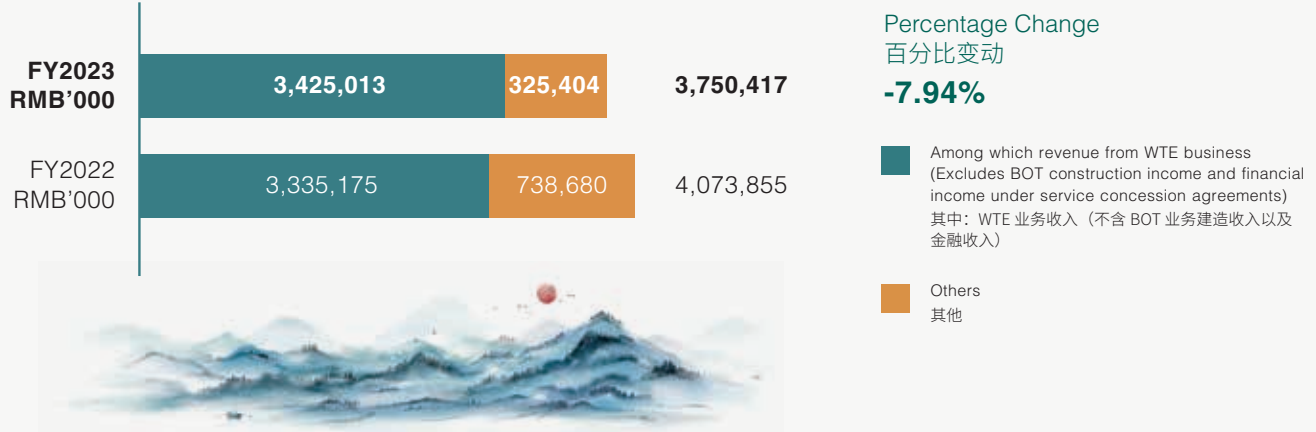 FY2023
RMB’000
3,425,013
325,404
3,750,417
FY2022
RMB’000
3,335,175
738,680
4,073,855
Percentage Change
百分比变动
-7.94%
Among which revenue from WTE business
(Excludes BOT construction income and financial
income under service concession agreements)
其中：WTE 业务收入（不含 BOT 业务建造收入以及
金融收入）
Others
其他